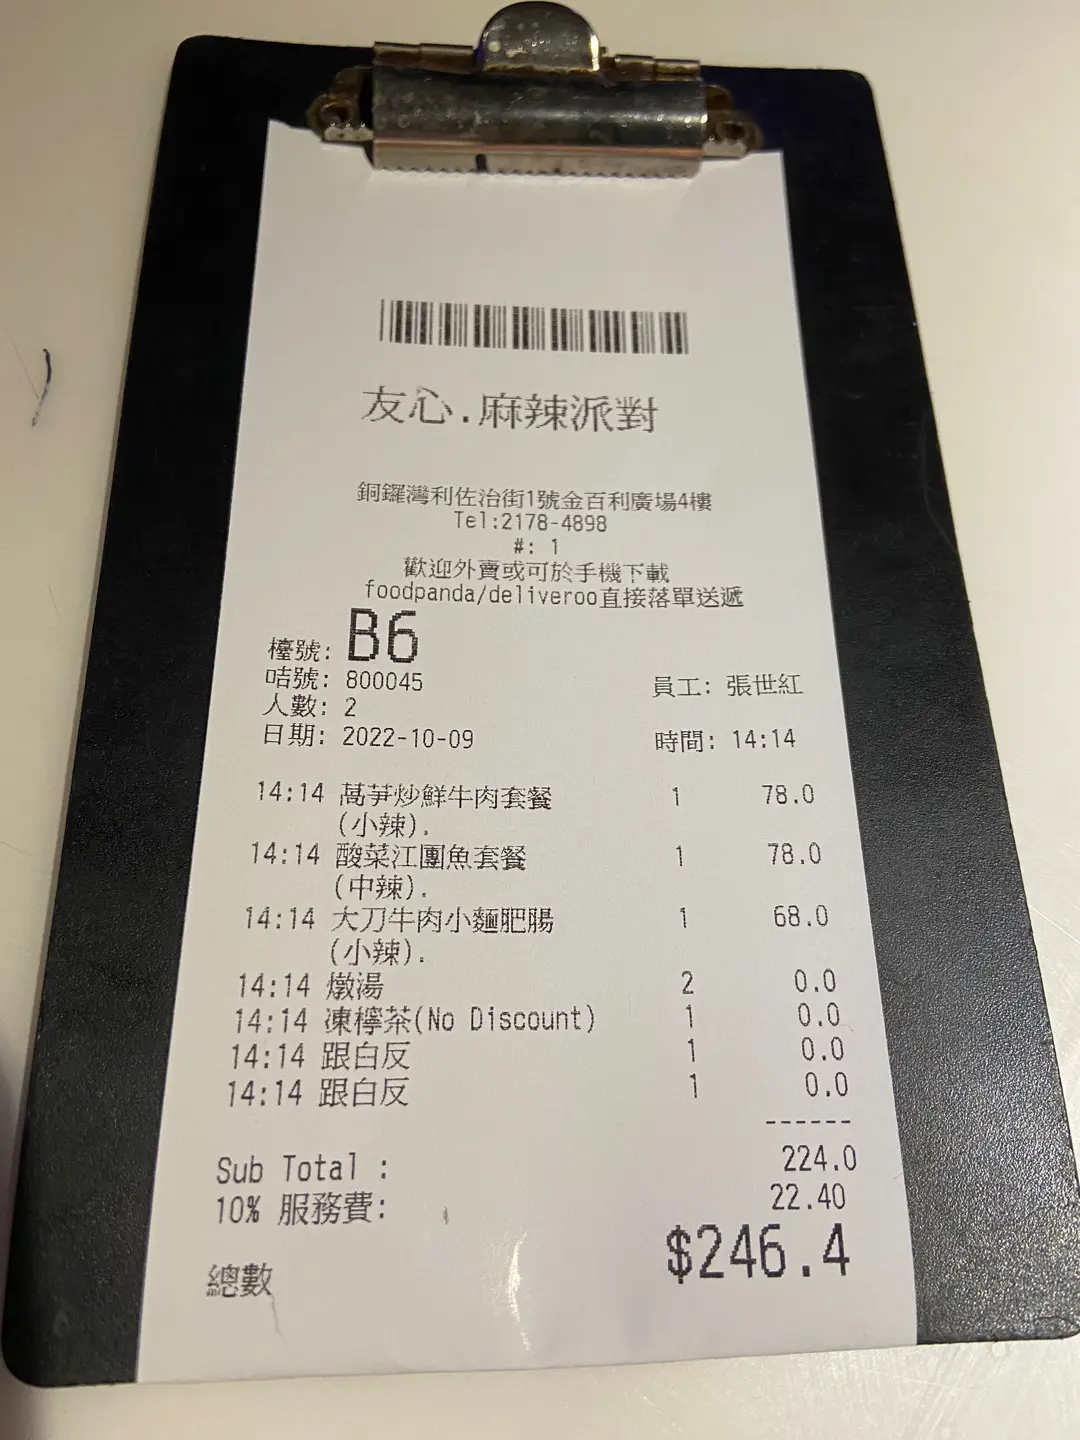 友心.麻辣派對
銅鑼灣利佐治街1號金百利廣場4樓
Tel:2178-4898
#: 1
歡迎外賣或可於手機下載
foodpanda/deliveroo直接落單送遞
檯號: B6
咭號: 800045 員工: 張世紅
人數: 2
日期: 2022-10-09 時間: 14:14
14:14 萵荀炒鮮牛肉套餐 1 78.0
(小辣).
14:14 酸菜江團魚套餐 1 78.0
(中辣).
14:14 大刀牛肉小麵肥腸 1 68.0
(小辣).
14:14 燉湯 2 0.0
14:14 凍檸茶(No Discount) 1 0.0
14:14 跟白反 1 0.0
14:14 跟白反 1 0.0
------
Sub Total : 224.0
10% 服務費: 22.40
總數 $246.4